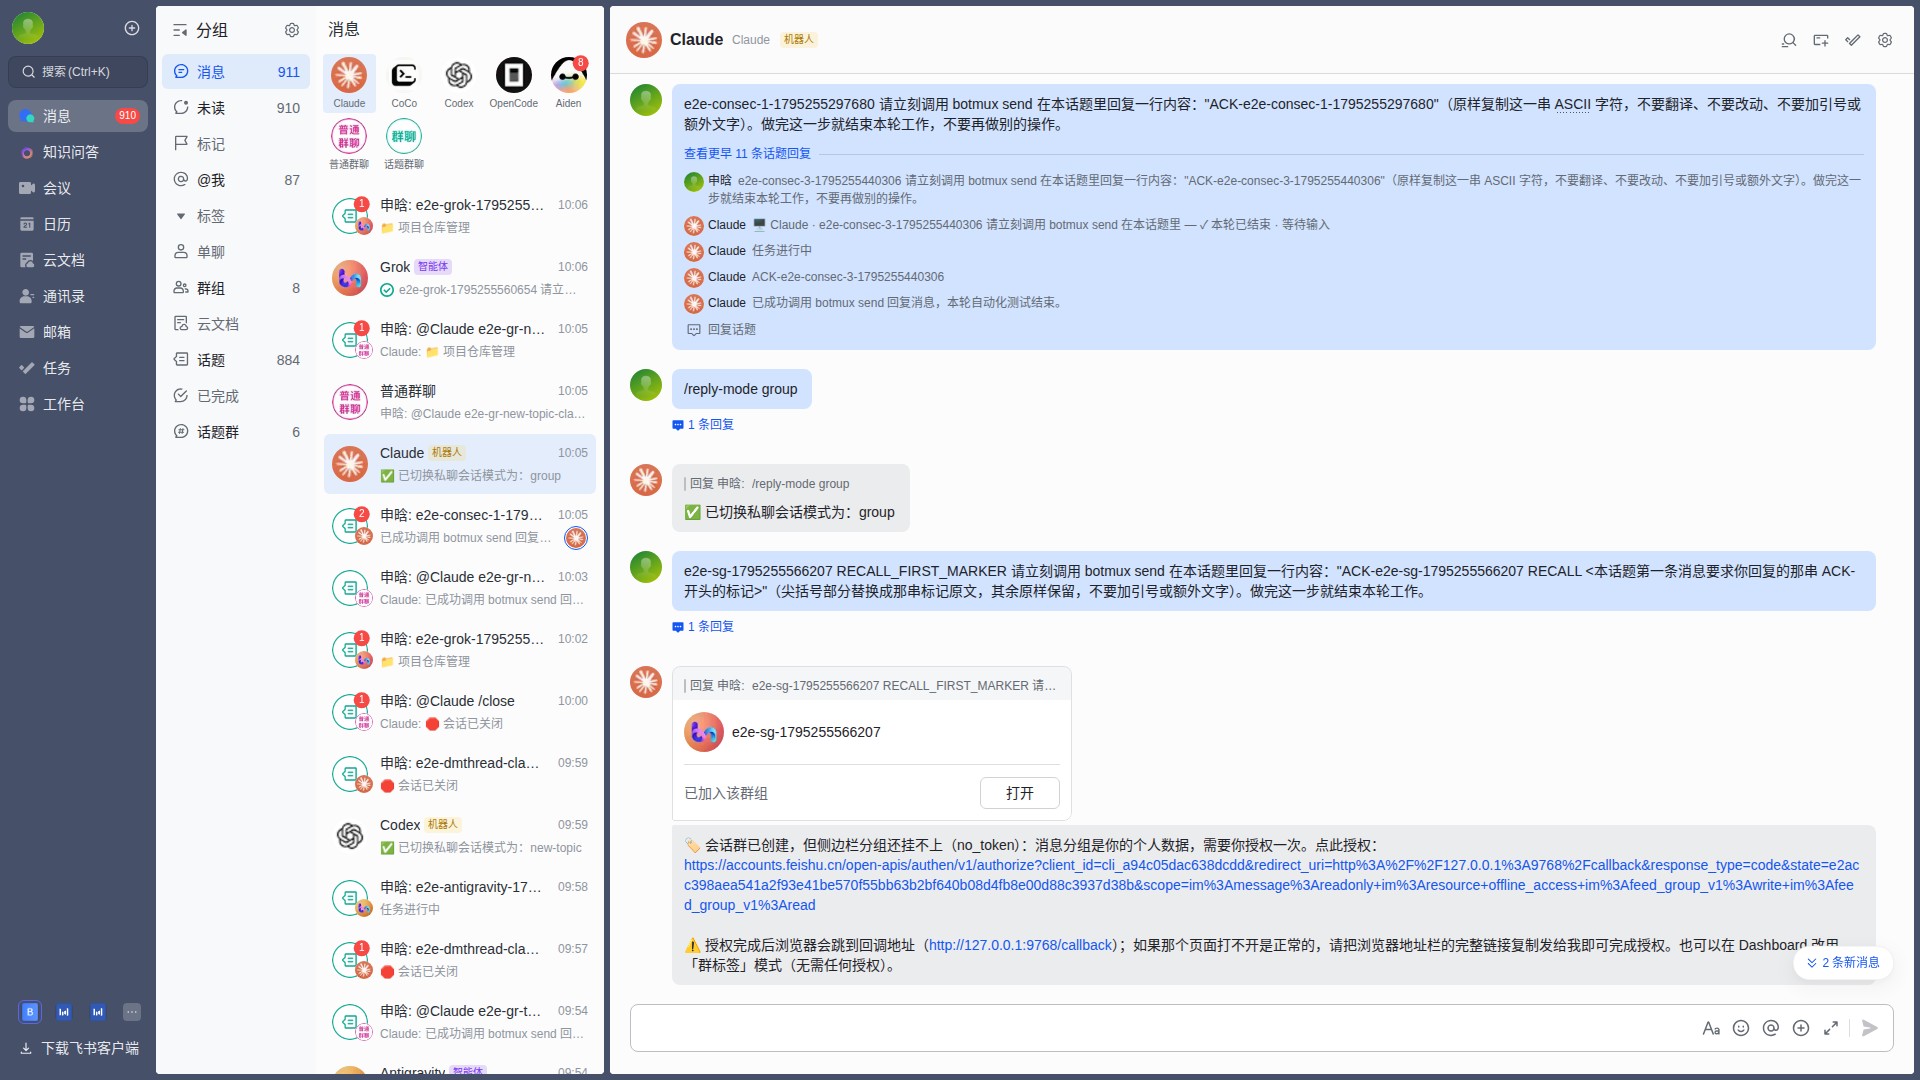 搜索 (Ctrl+K)
消息
910
知识问答
会议
日历
云文档
通讯录
邮箱
任务
工作台
下载飞书客户端
分组
消息
911
未读
910
标记
@我
87
标签
单聊
群组
8
云文档
话题
884
已完成
话题群
6
消息
Claude
CoCo
Codex
OpenCode
8
Aiden
普通
群聊
普通群聊
群聊
话题群聊
1
申晗: e2e-grok-1795255...
10:06
📁 项目仓库管理
Grok 智能体
10:06
e2e-grok-1795255560654 请立...
1
申晗: @Claude e2e-gr-n...
10:05
Claude: 📁 项目仓库管理
普通
群聊
普通群聊
10:05
申晗: @Claude e2e-gr-new-topic-cla...
Claude 机器人
10:05
✅ 已切换私聊会话模式为：group
2
申晗: e2e-consec-1-179...
10:05
已成功调用 botmux send 回复...
申晗: @Claude e2e-gr-n...
10:03
Claude: 已成功调用 botmux send 回...
1
申晗: e2e-grok-1795255...
10:02
📁 项目仓库管理
1
申晗: @Claude /close
10:00
Claude: 🛑 会话已关闭
申晗: e2e-dmthread-cla...
09:59
🛑 会话已关闭
Codex 机器人
09:59
✅ 已切换私聊会话模式为：new-topic
申晗: e2e-antigravity-17...
09:58
任务进行中
1
申晗: e2e-dmthread-cla...
09:57
🛑 会话已关闭
申晗: @Claude e2e-gr-t...
09:54
Claude: 已成功调用 botmux send 回...
Antigravity 智能体
09:54
Claude Claude 机器人
e2e-consec-1-1795255297680 请立刻调用 botmux send 在本话题里回复一行内容："ACK-e2e-consec-1-1795255297680"（原样复制这一串 ASCII 字符，不要翻译、不要改动、不要加引号或
额外文字）。做完这一步就结束本轮工作，不要再做别的操作。
查看更早 11 条话题回复
申晗 e2e-consec-3-1795255440306 请立刻调用 botmux send 在本话题里回复一行内容："ACK-e2e-consec-3-1795255440306"（原样复制这一串 ASCII 字符，不要翻译、不要改动、不要加引号或额外文字）。做完这一
步就结束本轮工作，不要再做别的操作。
Claude 🖥️ Claude · e2e-consec-3-1795255440306 请立刻调用 botmux send 在本话题里 — ✓ 本轮已结束 · 等待输入
Claude 任务进行中
Claude ACK-e2e-consec-3-1795255440306
Claude 已成功调用 botmux send 回复消息，本轮自动化测试结束。
回复话题
/reply-mode group
1 条回复
回复 申晗：/reply-mode group
✅ 已切换私聊会话模式为：group
e2e-sg-1795255566207 RECALL_FIRST_MARKER 请立刻调用 botmux send 在本话题里回复一行内容："ACK-e2e-sg-1795255566207 RECALL <本话题第一条消息要求你回复的那串 ACK-
开头的标记>"（尖括号部分替换成那串标记原文，其余原样保留，不要加引号或额外文字）。做完这一步就结束本轮工作。
1 条回复
回复 申晗：e2e-sg-1795255566207 RECALL_FIRST_MARKER 请...
e2e-sg-1795255566207
已加入该群组
打开
🏷️ 会话群已创建，但侧边栏分组还挂不上（no_token）：消息分组是你的个人数据，需要你授权一次。点此授权：
https://accounts.feishu.cn/open-apis/authen/v1/authorize?client_id=cli_a94c05dac638dcdd&redirect_uri=http%3A%2F%2F127.0.0.1%3A9768%2Fcallback&response_type=code&state=e2ac
c398aea541a2f93e41be570f55bb63b2bf640b08d4fb8e00d88c3937d38b&scope=im%3Amessage%3Areadonly+im%3Aresource+offline_access+im%3Afeed_group_v1%3Awrite+im%3Afee
d_group_v1%3Aread
⚠️ 授权完成后浏览器会跳到回调地址（http://127.0.0.1:9768/callback）；如果那个页面打不开是正常的，请把浏览器地址栏的完整链接复制发给我即可完成授权。也可以在 Dashboard 改用
「群标签」模式（无需任何授权）。
2 条新消息